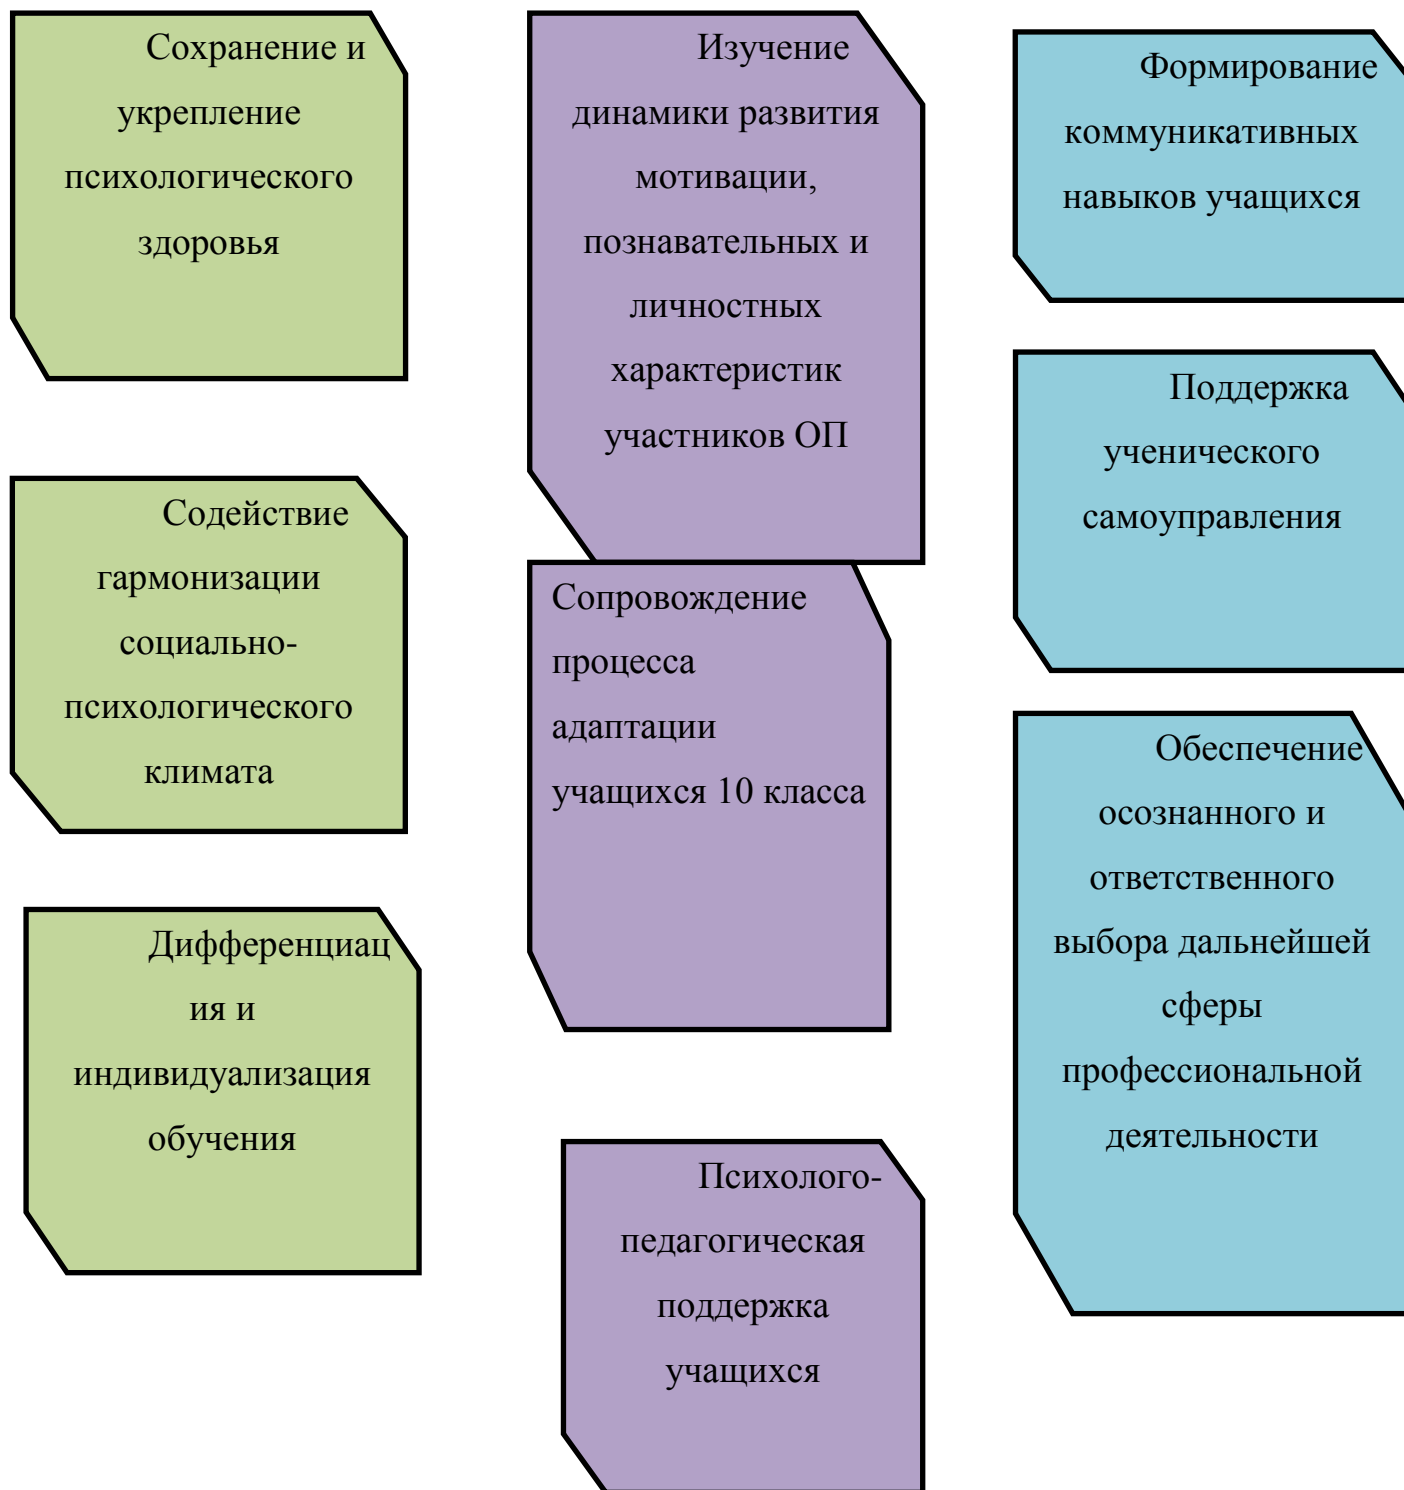 Сохранение и
укрепление
психологического
здоровья
Содействие
гармонизации
социально-
психологического
климата
Дифференциац
ия и
индивидуализация
обучения
Изучение
динамики развития
мотивации,
познавательных и
личностных
характеристик
участников ОП
Сопровождение
процесса
адаптации
учащихся 10 класса
Психолого-
педагогическая
поддержка
учащихся
Формирование
коммуникативных
навыков учащихся
Поддержка
ученического
самоуправления
Обеспечение
осознанного и
ответственного
выбора дальнейшей
сферы
профессиональной
деятельности